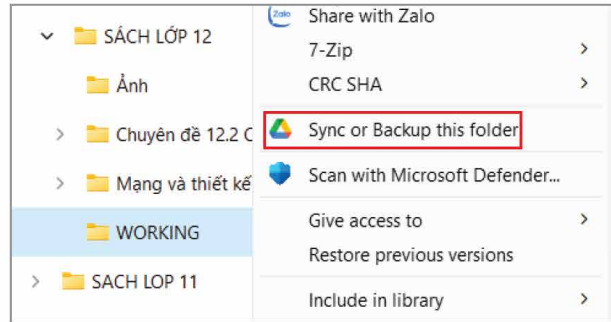 SÁCH LỚP 12
Ảnh
Chuyên đề 12.2 C
Mạng và thiết kế
WORKING
SACH LOP 11
Zalo
Share with Zalo
7-Zip
CRC SHA
Sync or Backup this folder
Scan with Microsoft Defender...
Give access to
Restore previous versions
Include in library